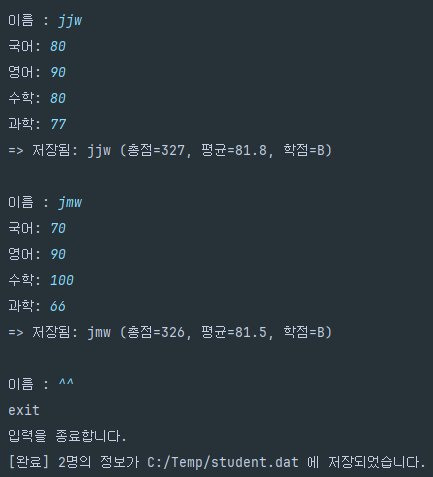 이름 : jjw
국어: 80
영어: 90
수학: 80
과학: 77
=> 저장됨: jjw (총점=327, 평균=81.8, 학점=B)
이름 : jmw
국어: 70
영어: 90
수학: 100
과학: 66
=> 저장됨: jmw (총점=326, 평균=81.5, 학점=B)
이름 : ^^
exit
입력을 종료합니다.
[완료] 2명의 정보가 C:/Temp/student.dat 에 저장되었습니다.